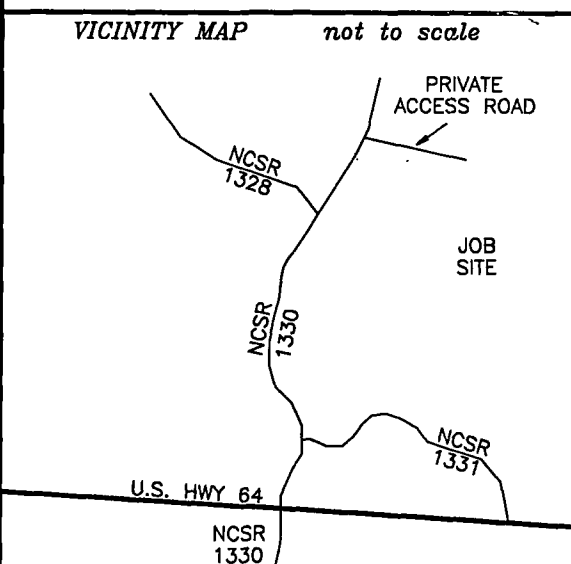 VICINITY MAP not to scale
PRIVATE
ACCESS ROAD
NCSR
1328
JOB
SITE
NCSR
1330
NCSR
1331
U.S. HWY 64
NCSR
1330